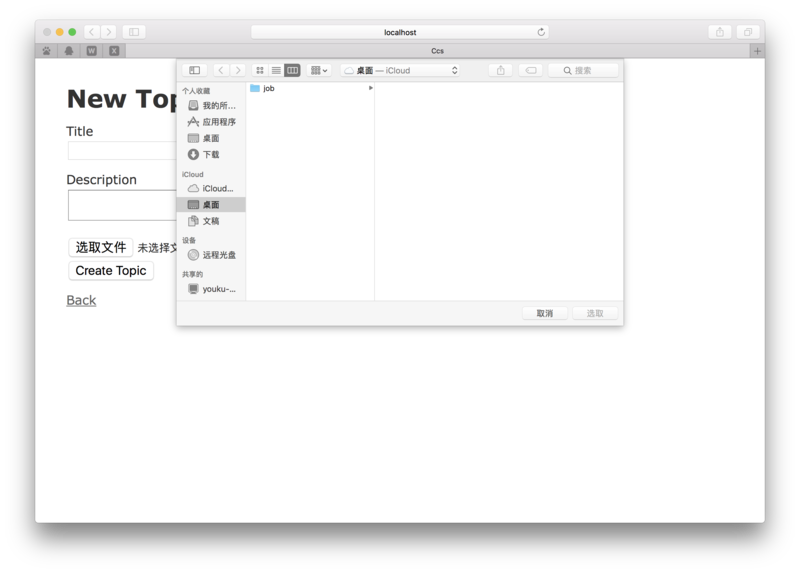 localhost
W
X
Ccs
New Top
桌面 — iCloud
搜索
个人收藏
我的所…
应用程序
桌面
下载
iCloud
iCloud…
桌面
文稿
设备
远程光盘
共享的
youku-…
job
Title
Description
选取文件 未选择文
Create Topic
Back
取消
选取